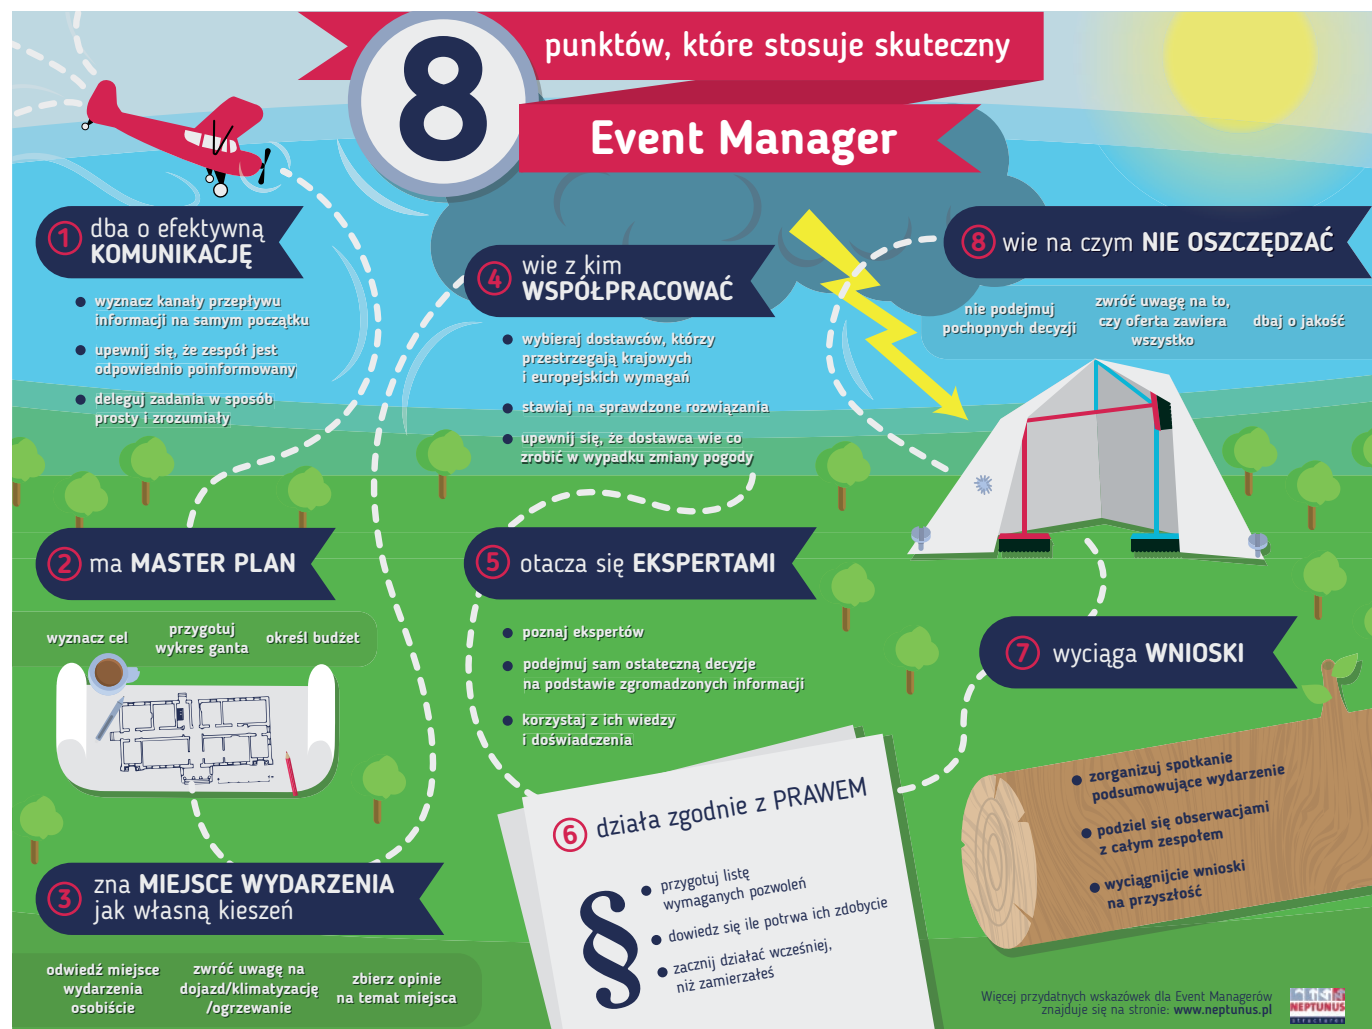 8
punktów, które stosuje skuteczny
Event Manager
1
dba o efektywną
KOMUNIKACJĘ
wyznacz kanały przepływu
informacji na samym początku
upewnij się, że zespół jest
odpowiednio poinformowany
deleguj zadania w sposób
prosty i zrozumiały
2
ma MASTER PLAN
wyznacz cel
przygotuj
wykres ganta
określ budżet
3
zna MIEJSCE WYDARZENIA
jak własną kieszeń
odwiedź miejsce
wydarzenia
osobiście
zwróć uwagę na
dojazd/klimatyzację
/ogrzewanie
zbierz opinie
na temat miejsca
4
wie z kim
WSPÓŁPRACOWAĆ
wybieraj dostawców, którzy
przestrzegają krajowych
i europejskich wymagań
stawiaj na sprawdzone rozwiązania
upewnij się, że dostawca wie co
zrobić w wypadku zmiany pogody
5
otacza się EKSPERTAMI
poznaj ekspertów
podejmuj sam ostateczną decyzje
na podstawie zgromadzonych informacji
korzystaj z ich wiedzy
i doświadczenia
6
działa zgodnie z PRAWEM
§
przygotuj listę
wymaganych pozwoleń
dowiedz się ile potrwa ich zdobycie
zacznij działać wcześniej,
niż zamierzałeś
7
wyciąga WNIOSKI
zorganizuj spotkanie
podsumowujące wydarzenie
podziel się obserwacjami
z całym zespołem
wyciągnijcie wnioski
na przyszłość
8
wie na czym NIE OSZCZĘDZAĆ
nie podejmuj
pochopnych decyzji
zwróć uwagę na to,
czy oferta zawiera
wszystko
dbaj o jakość
Więcej przydatnych wskazówek dla Event Managerów
znajduje się na stronie: www.neptunus.pl
NEPTUNUS
structures